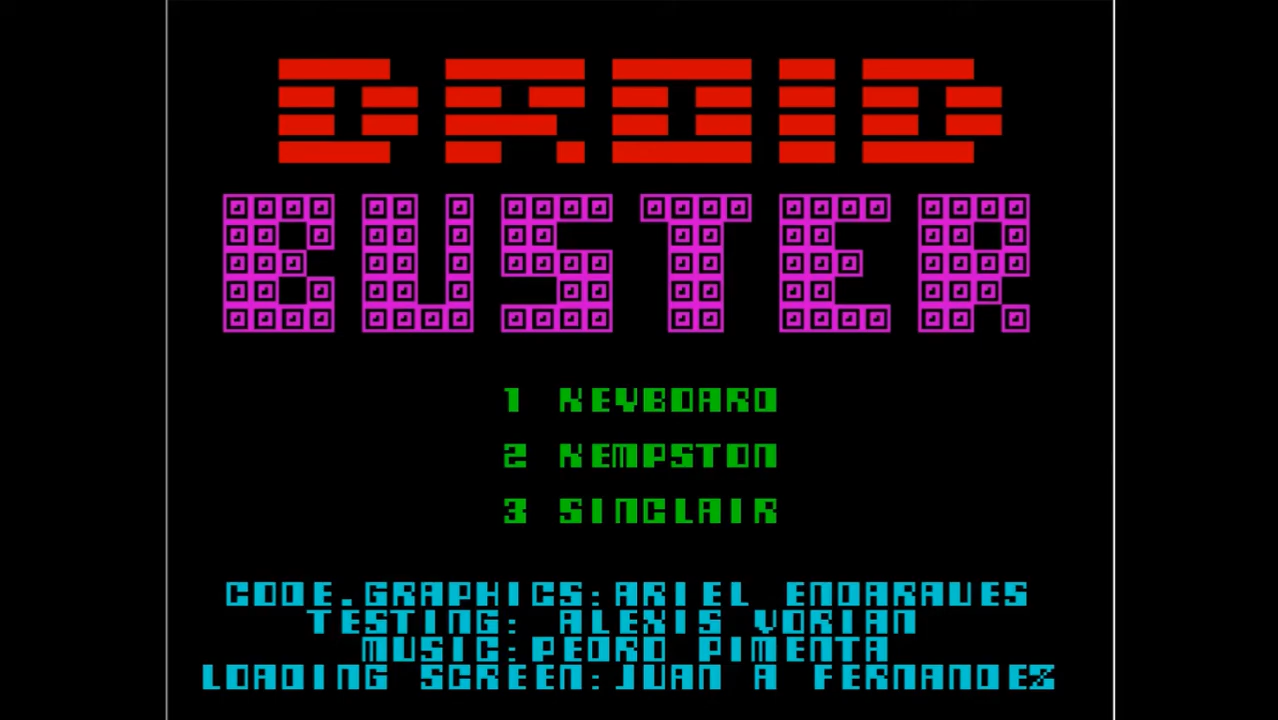 DROID
BUSTER
1 KEYBOARD
2 KEMPSTON
3 SINCLAIR
CODE.GRAPHICS:ARIEL ENDARAUES
TESTING: ALEXIS VORIAN
MUSIC:PEDRO PIMENTA
LOADING SCREEN:JUAN A FERNANDEZ